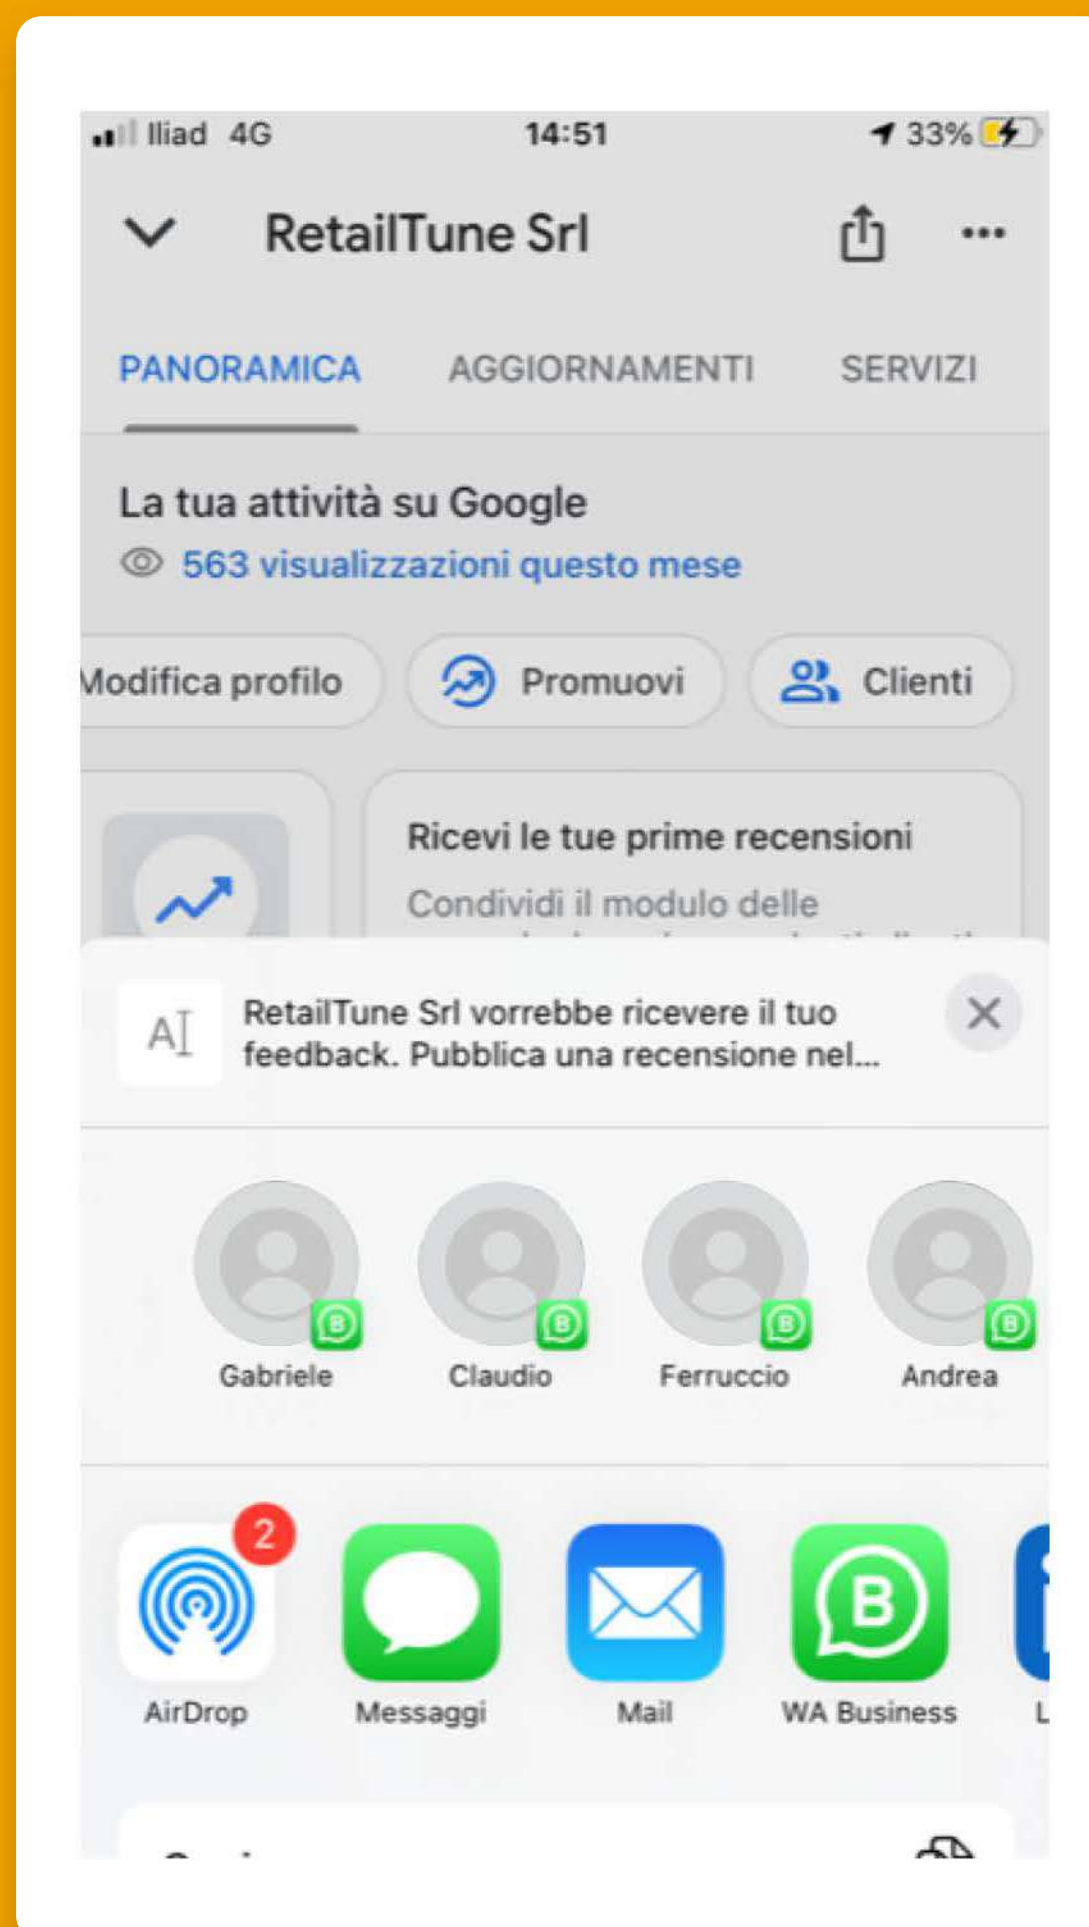 Iliad 4G 14:51 33%
RetailTune Srl
PANORAMICA AGGIORNAMENTI SERVIZI
La tua attività su Google
563 visualizzazioni questo mese
Modifica profilo Promuovi Clienti
Ricevi le tue prime recensioni
Condividi il modulo delle
AI RetailTune Srl vorrebbe ricevere il tuo
feedback. Pubblica una recensione nel...
Gabriele Claudio Ferruccio Andrea
2
B
AirDrop Messaggi Mail WA Business L